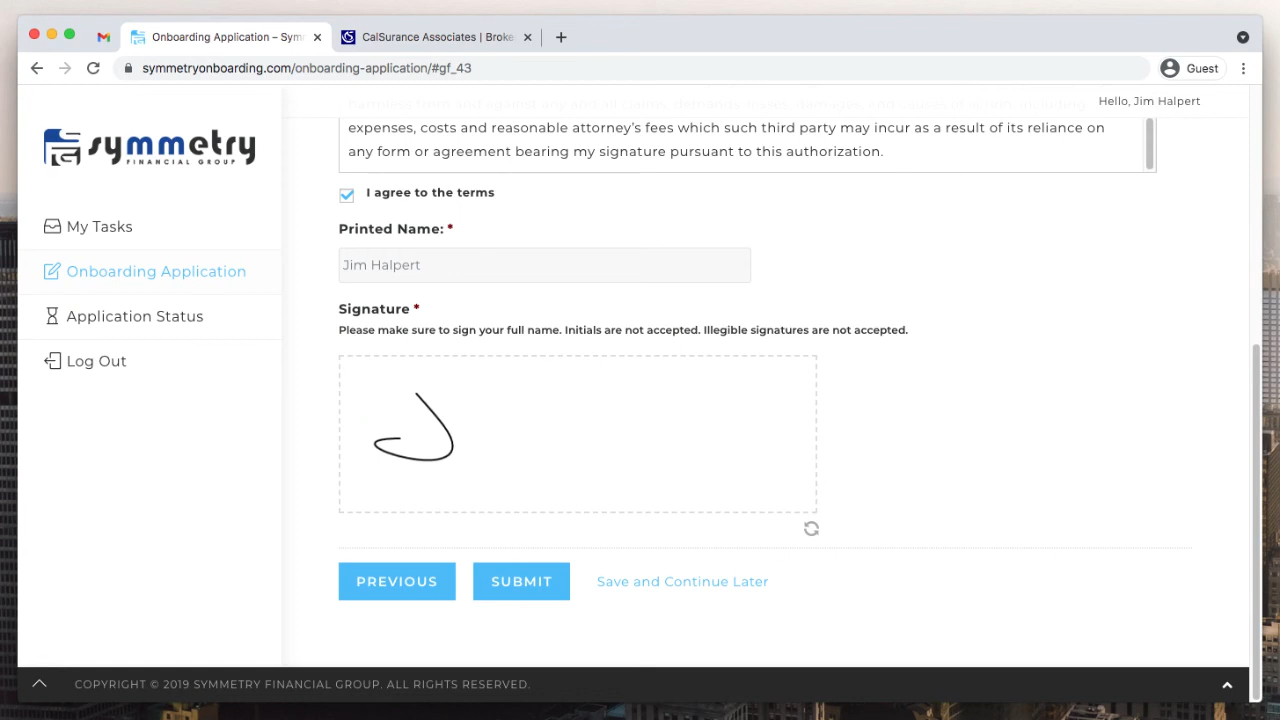 Onboarding Application – Sym
CalSurance Associates | Broke
symmetryonboarding.com/onboarding-application/#gf_43
Guest
Hello, Jim Halpert
symmetry
FINANCIAL GROUP
My Tasks
Onboarding Application
Application Status
Log Out
expenses, costs and reasonable attorney's fees which such third party may incur as a result of its reliance on
any form or agreement bearing my signature pursuant to this authorization.
I agree to the terms
Printed Name: *
Jim Halpert
Signature *
Please make sure to sign your full name. Initials are not accepted. Illegible signatures are not accepted.
J
PREVIOUS
SUBMIT
Save and Continue Later
COPYRIGHT © 2019 SYMMETRY FINANCIAL GROUP. ALL RIGHTS RESERVED.